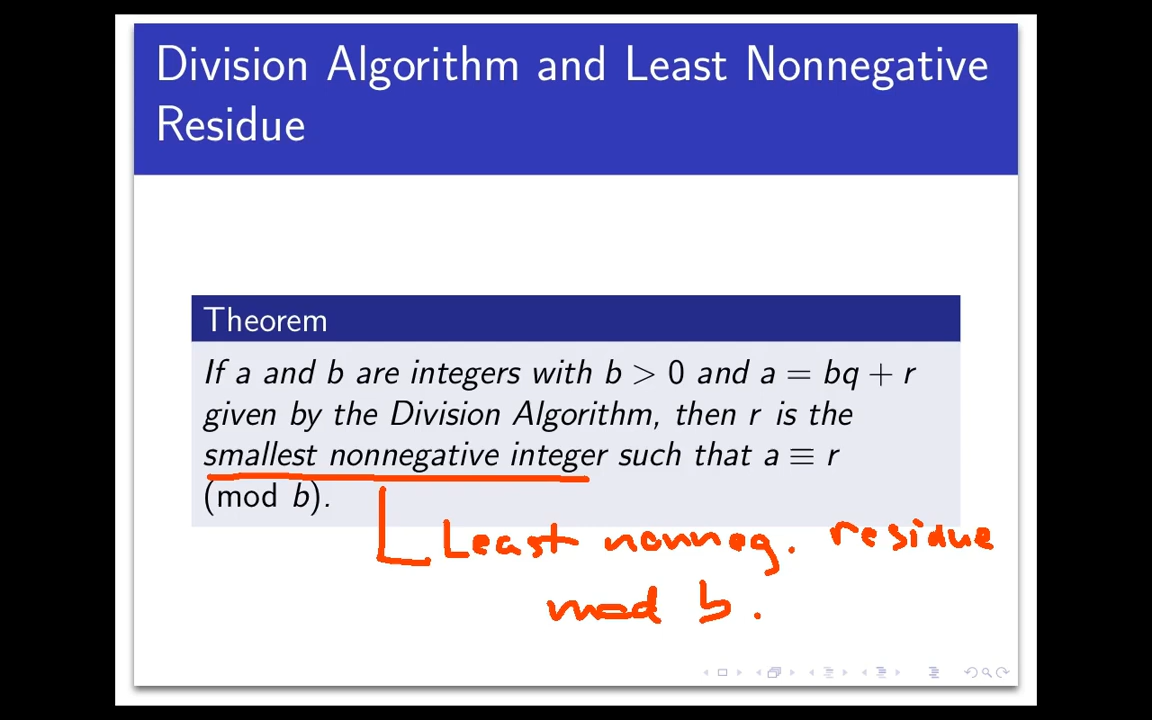 Division Algorithm and Least Nonnegative
Residue
Theorem
If a and b are integers with b > 0 and a = bq + r
given by the Division Algorithm, then r is the
smallest nonnegative integer such that a ≡ r
(mod b).
Least nonneg. residue
mod b.